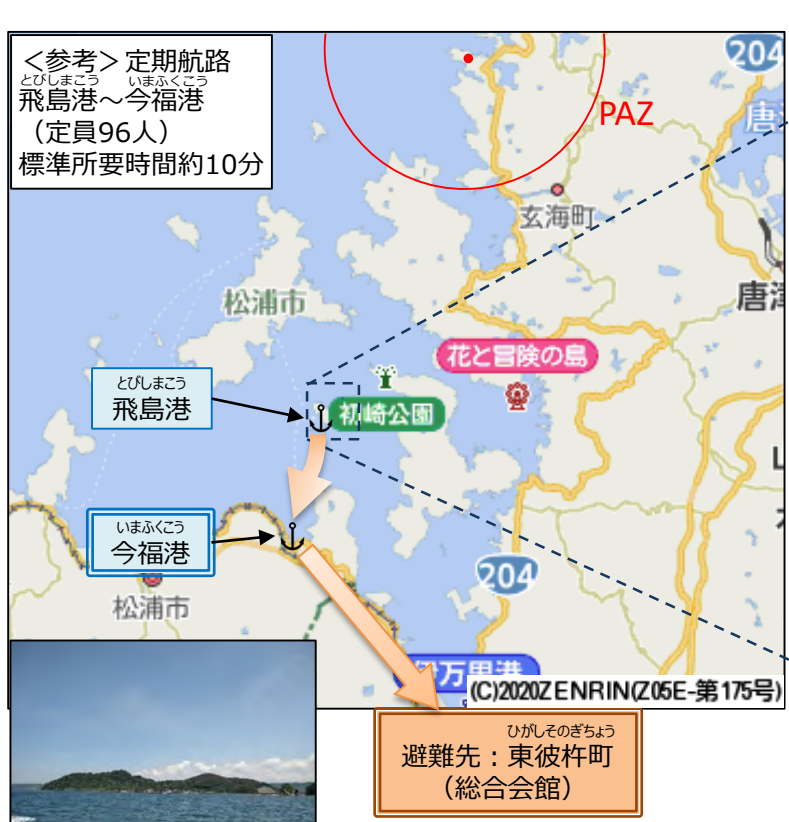 <参考>定期航路
とびしまこう いまふくこう
飛島港～今福港
（定員96人）
標準所要時間約10分
204
PAZ
唐
玄海町
松浦市
唐津
花と冒険の島
とびしまこう
飛島港
初崎公園
いまふくこう
今福港
204
松浦市
伊万里港
(C)2020ZENRIN(Z05E-第175号)
ひがしそのぎちょう
避難先：東彼杵町
（総合会館）